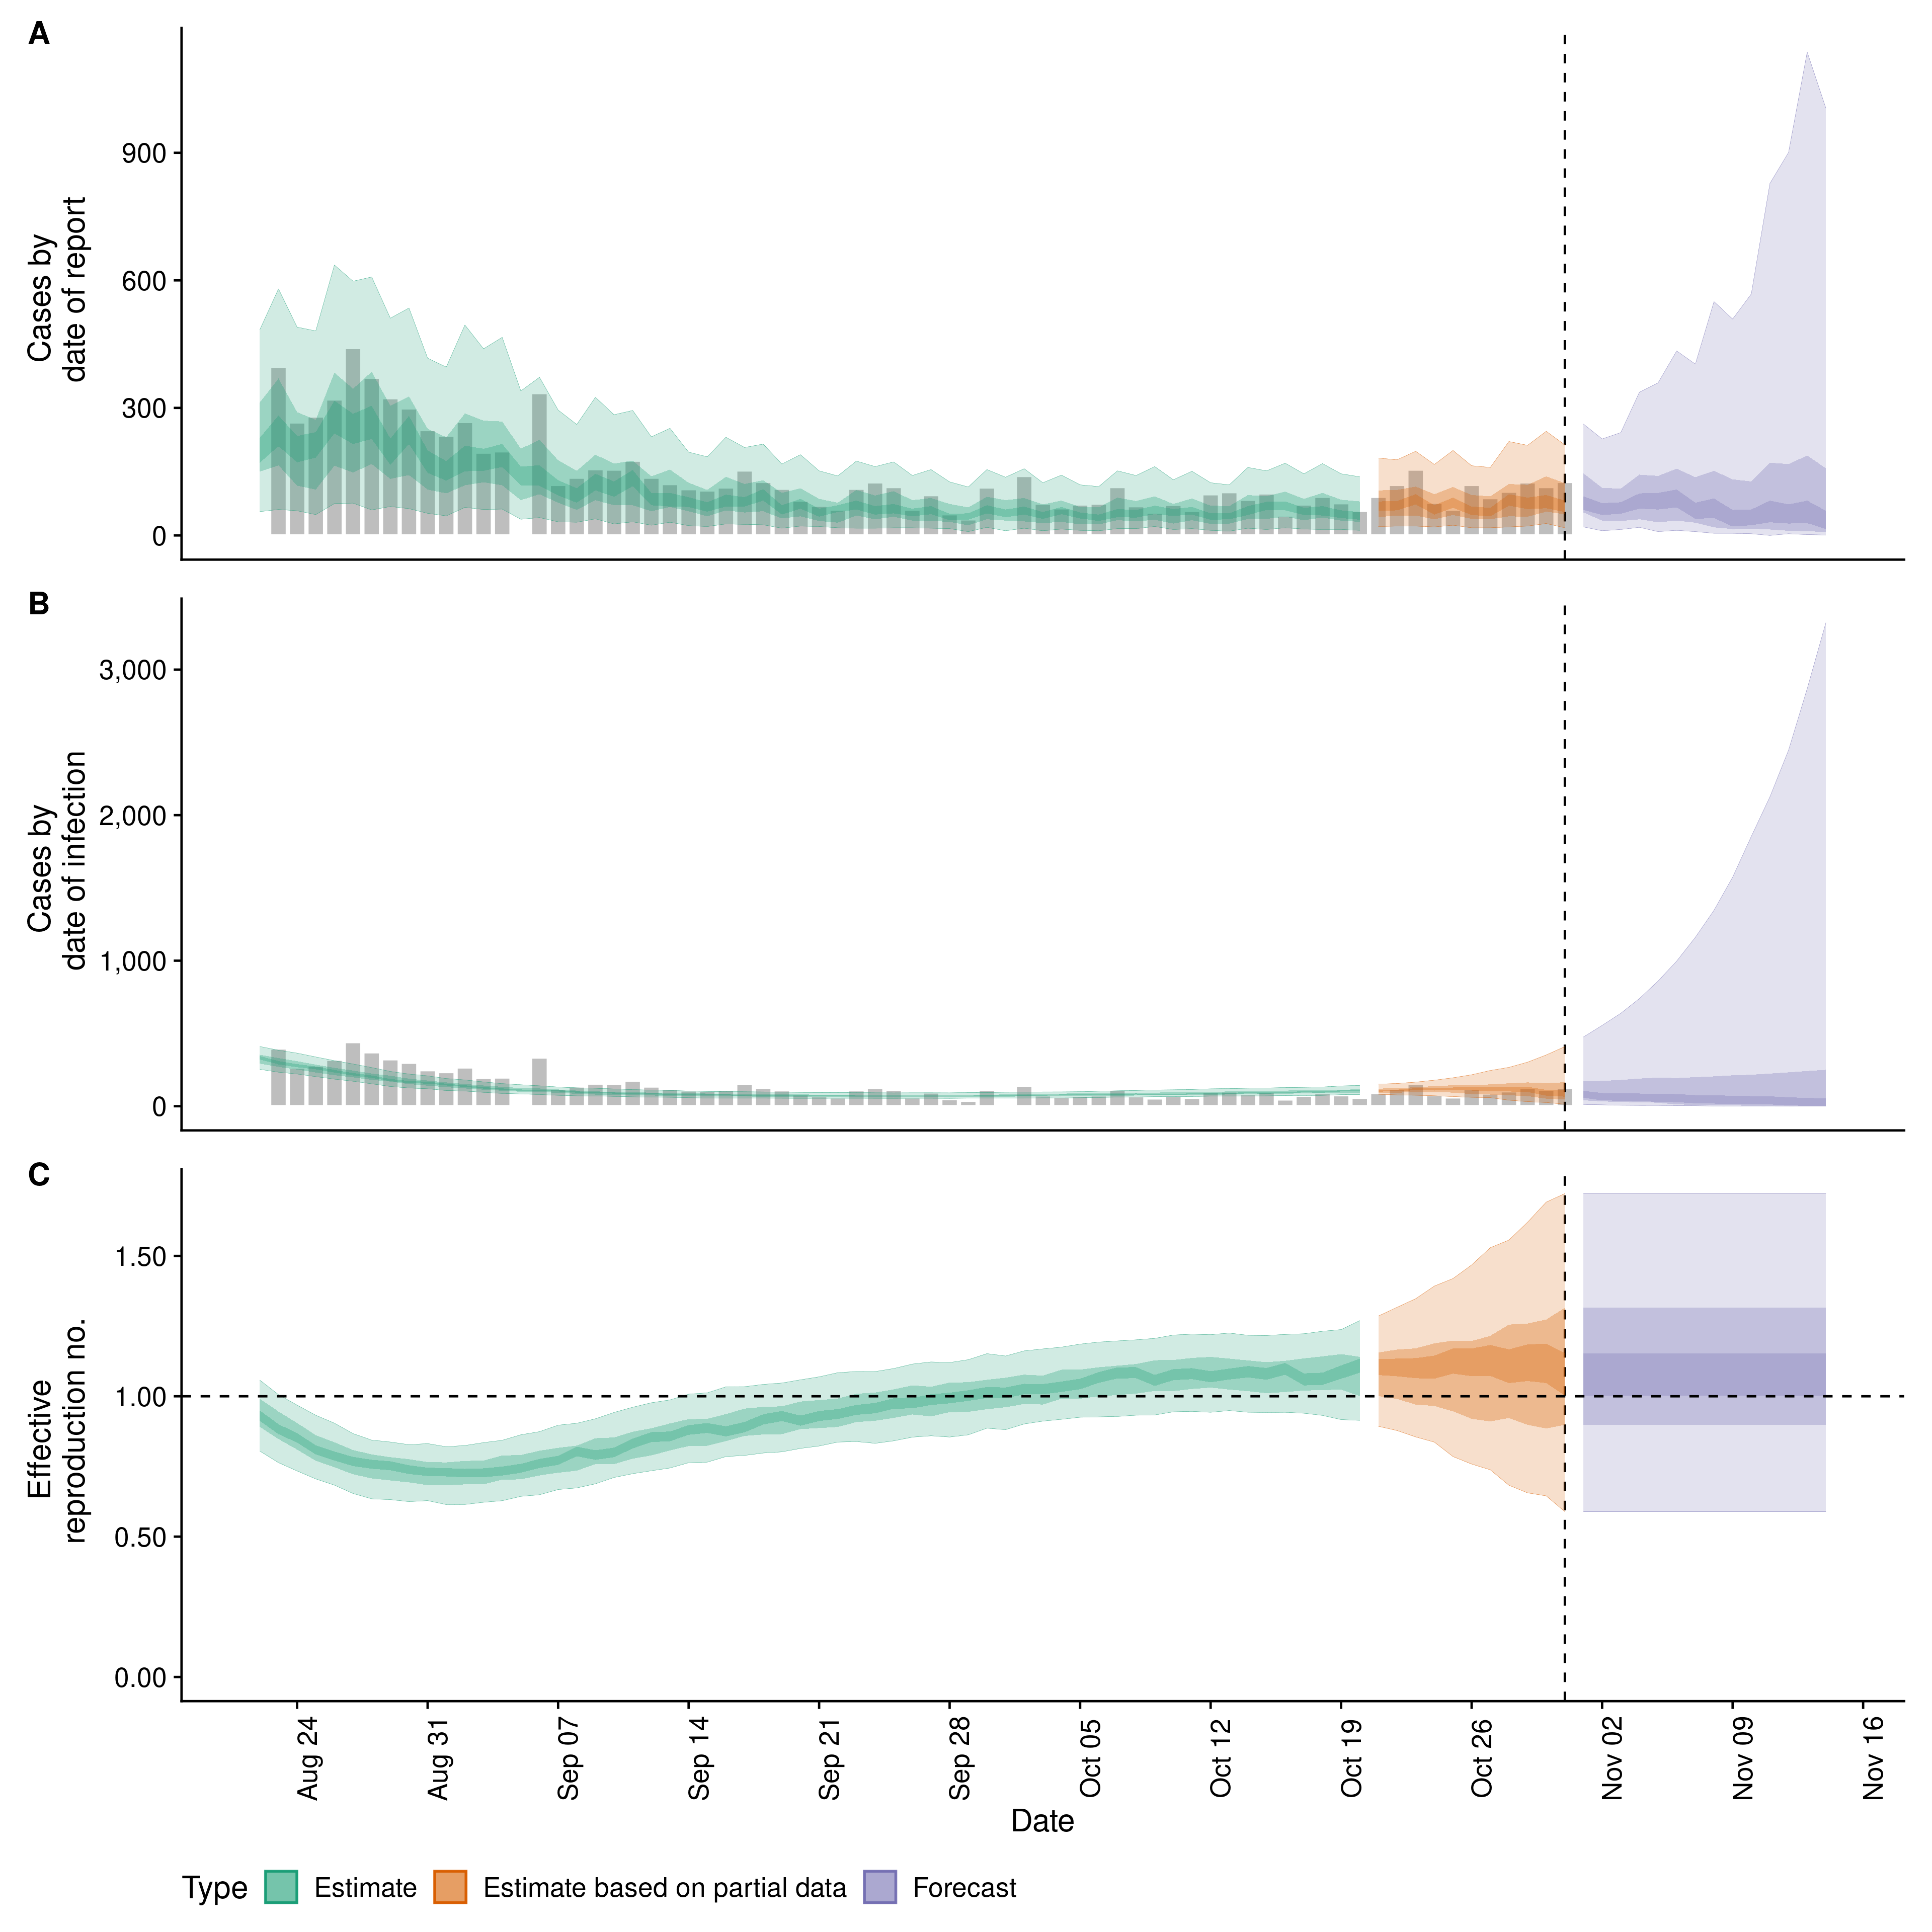 A
Cases by
date of report
900
600
300
0
B
Cases by
date of infection
3,000
2,000
1,000
0
C
Effective
reproduction no.
1.50
1.00
0.50
0.00
Aug 24
Aug 31
Sep 07
Sep 14
Sep 21
Sep 28
Oct 05
Oct 12
Oct 19
Oct 26
Nov 02
Nov 09
Nov 16
Date
Type Estimate Estimate based on partial data Forecast